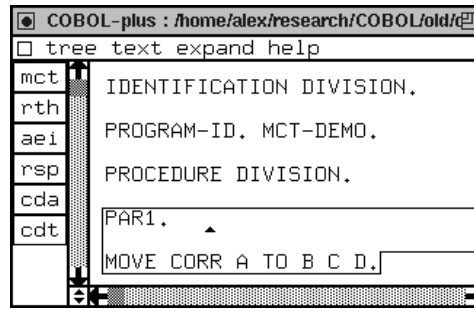 COBOL-plus : /home/alex/research/COBOL/old/
tree text expand help
mct
rth
aei
rsp
cda
cdt
IDENTIFICATION DIVISION.
PROGRAM-ID. MCT-DEMO.
PROCEDURE DIVISION.
PAR1.
MOVE CORR A TO B C D.